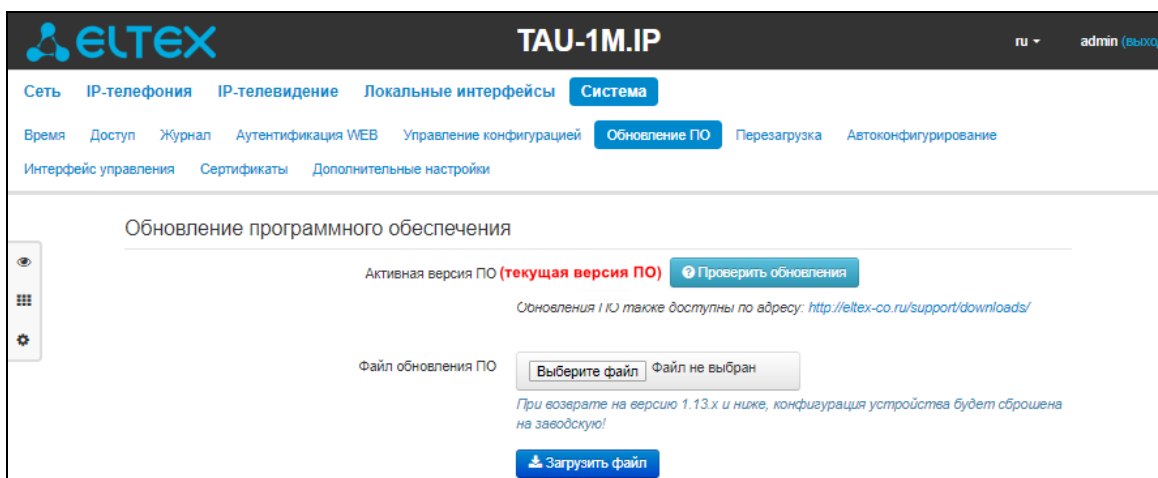 ELTEX TAU-1M.IP ru admin (выход
Сеть IP-телефония IP-телевидение Локальные интерфейсы Система
Время Доступ Журнал Аутентификация WEB Управление конфигурацией Обновление ПО Перезагрузка Автоконфигурирование
Интерфейс управления Сертификаты Дополнительные настройки
Обновление программного обеспечения
Активная версия ПО (текущая версия ПО) Проверить обновления
Обновления ПО также доступны по адресу: http://eltex-co.ru/support/downloads/
Файл обновления ПО Выберите файл Файл не выбран
При возврате на версию 1.13.x и ниже, конфигурация устройства будет сброшена
на заводскую!
Загрузить файл